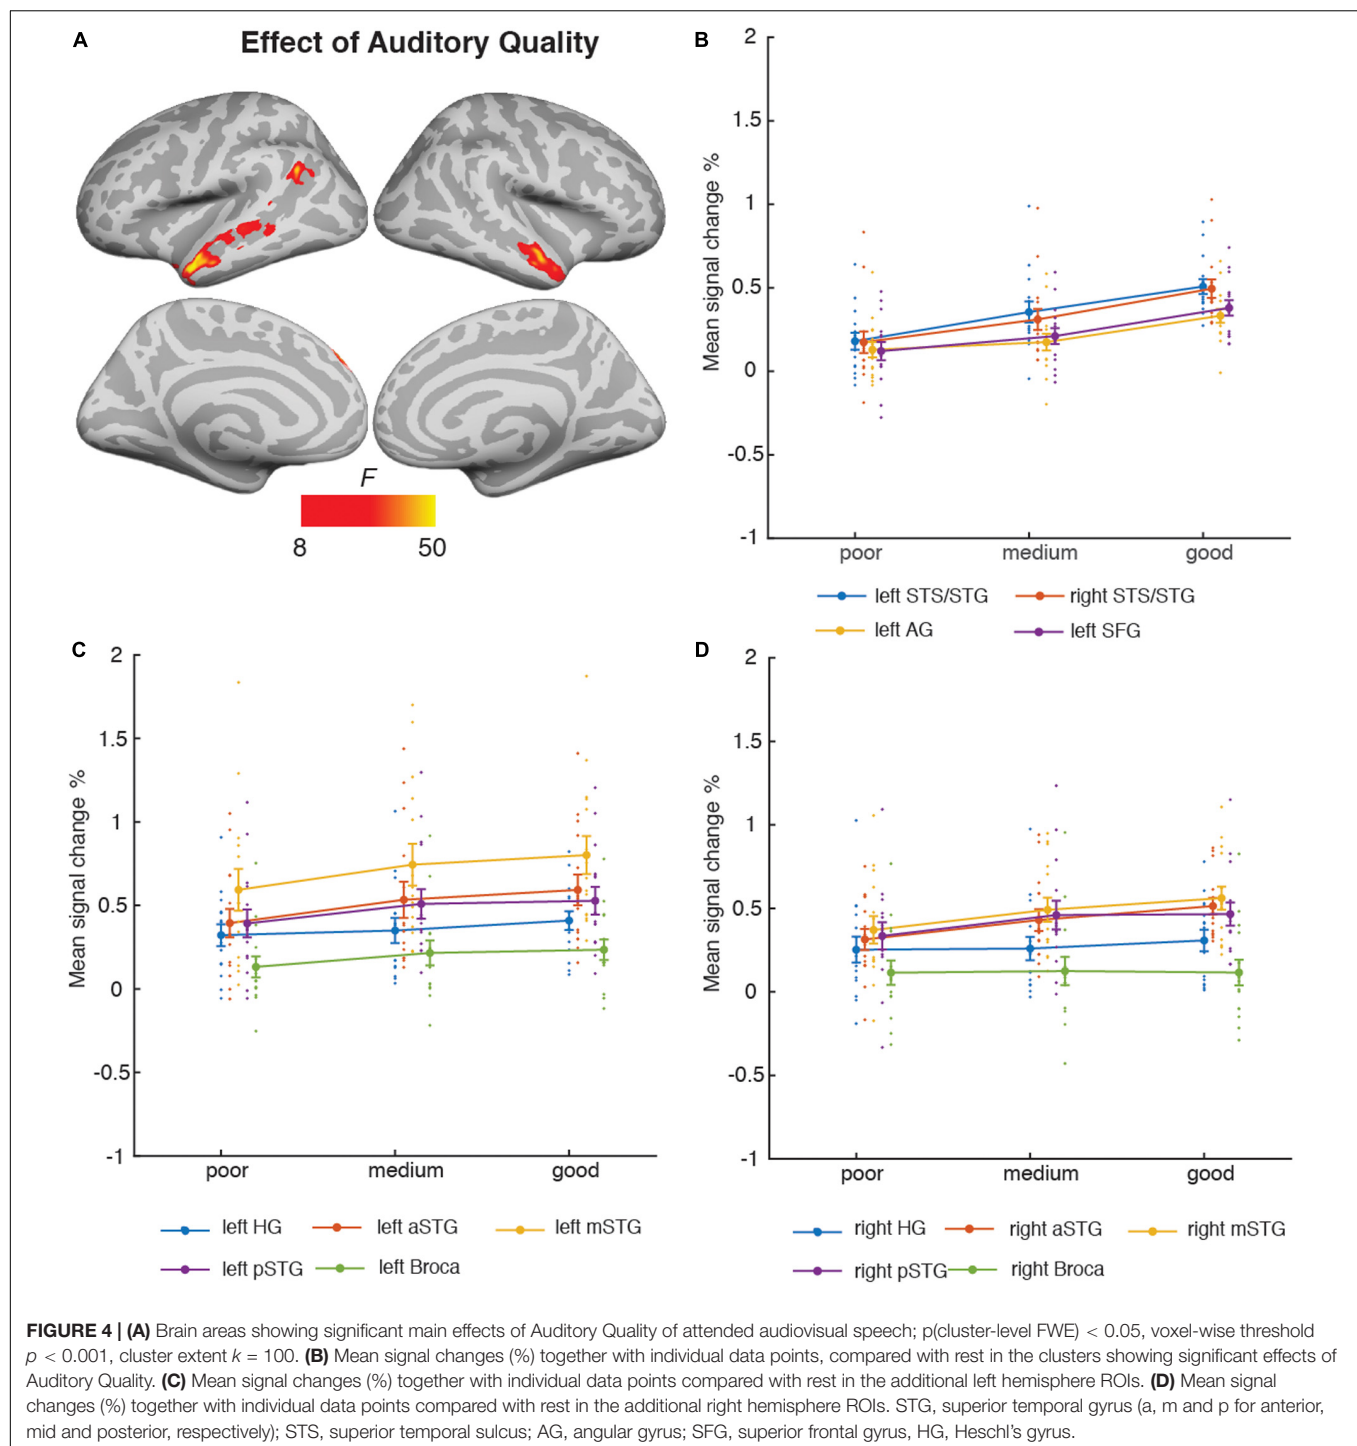 A
Effect of Auditory Quality
F
8 50
B
Mean signal change %
2
1.5
1
0.5
0
-0.5
-1
poor medium good
left STS/STG right STS/STG
left AG left SFG
C
Mean signal change %
2
1.5
1
0.5
0
-0.5
-1
poor medium good
left HG left aSTG left mSTG
left pSTG left Broca
D
Mean signal change %
2
1.5
1
0.5
0
-0.5
-1
poor medium good
right HG right aSTG right mSTG
right pSTG right Broca
FIGURE 4 | (A) Brain areas showing significant main effects of Auditory Quality of attended audiovisual speech; p(cluster-level FWE) < 0.05, voxel-wise threshold
p < 0.001, cluster extent k = 100. (B) Mean signal changes (%) together with individual data points, compared with rest in the clusters showing significant effects of
Auditory Quality. (C) Mean signal changes (%) together with individual data points compared with rest in the additional left hemisphere ROIs. (D) Mean signal
changes (%) together with individual data points compared with rest in the additional right hemisphere ROIs. STG, superior temporal gyrus (a, m and p for anterior,
mid and posterior, respectively); STS, superior temporal sulcus; AG, angular gyrus; SFG, superior frontal gyrus, HG, Heschl's gyrus.